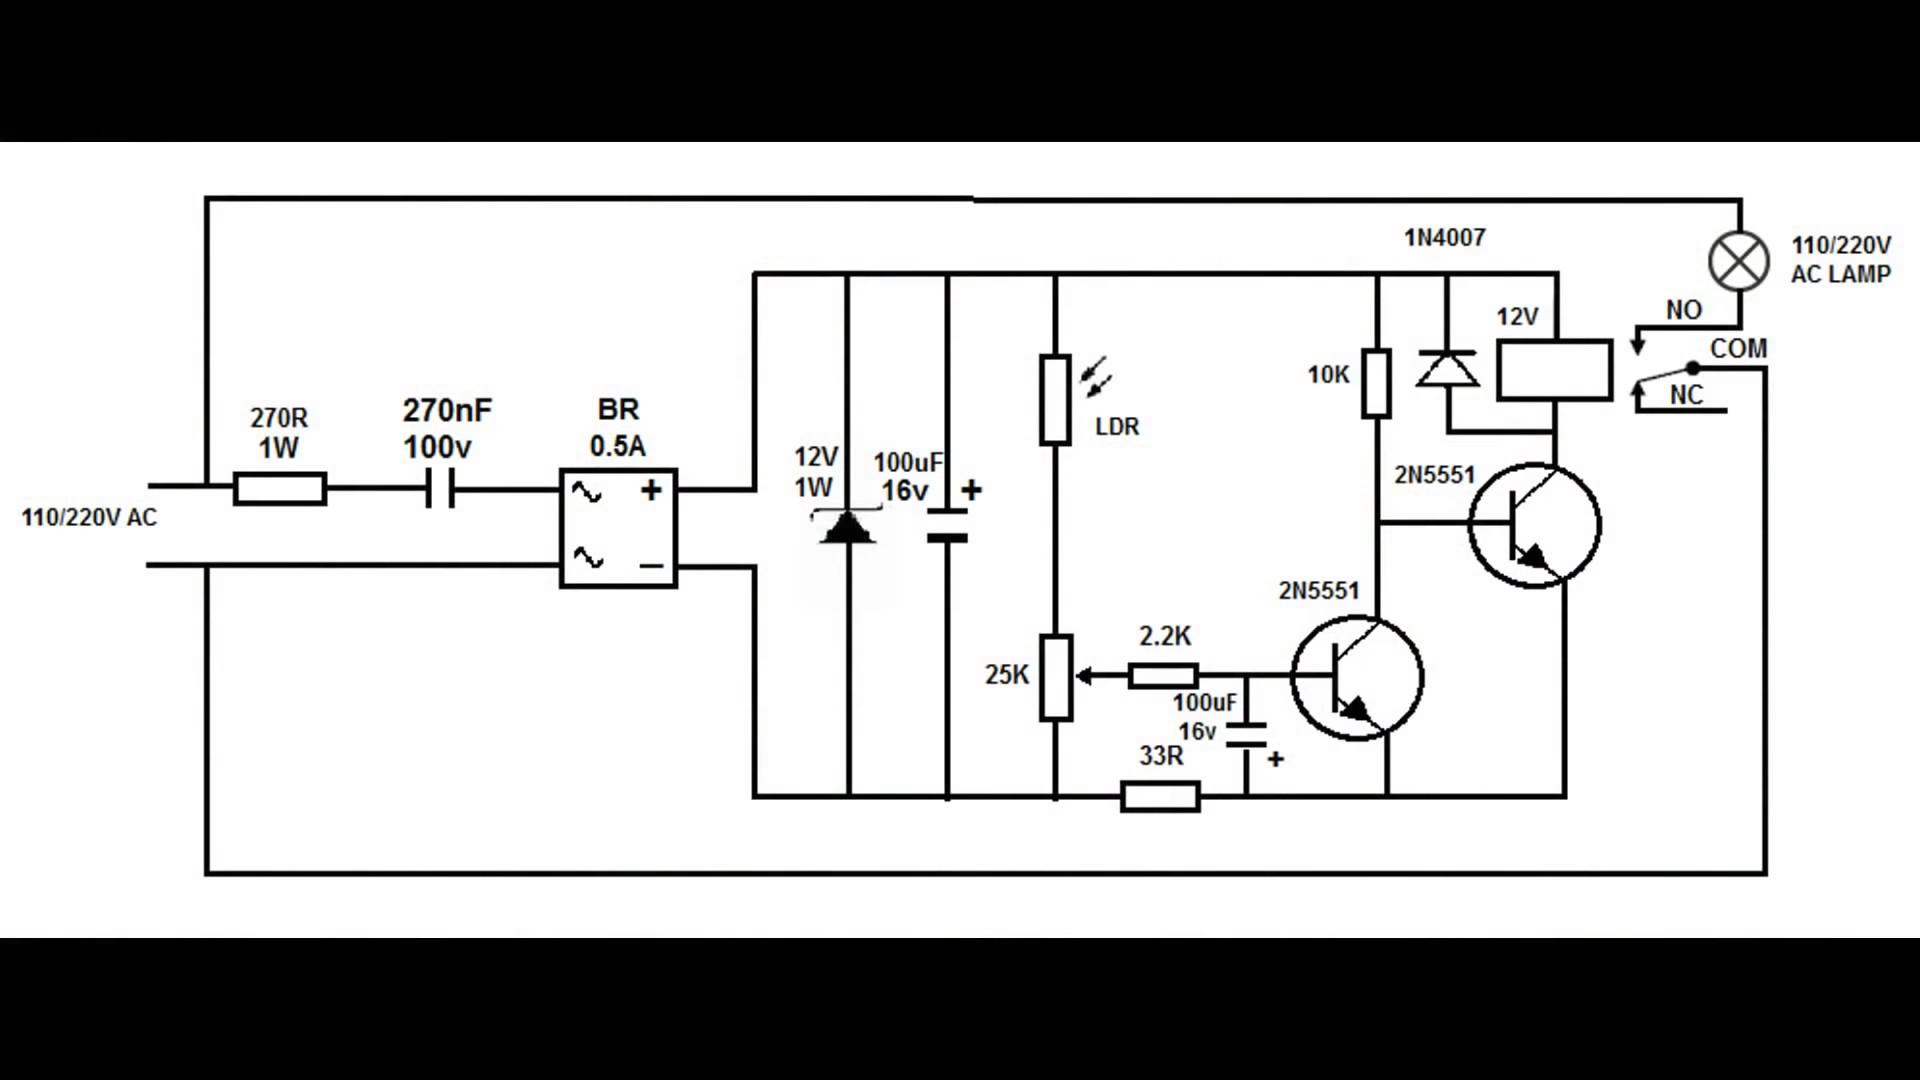 1N4007
110/220V
AC LAMP
NO
12V
COM
10K
NC
270R
1W
270nF
100v
BR
0.5A
LDR
12V
1W
100uF
16v
+
+
−
2N5551
110/220V AC
2N5551
2.2K
25K
100uF
16v
33R
+